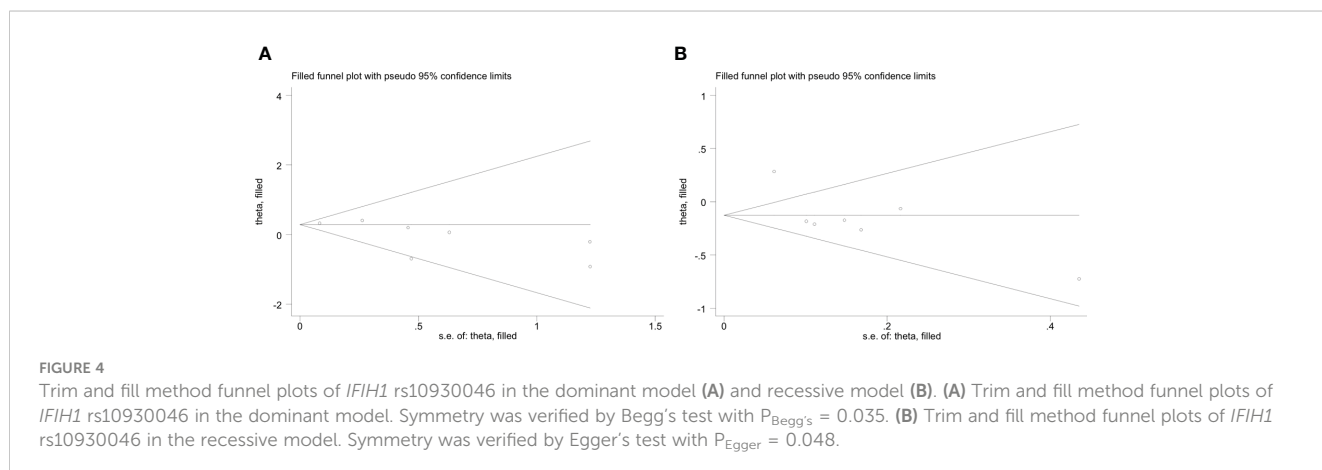 A
B
Filled funnel plot with pseudo 95% confidence limits
Filled funnel plot with pseudo 95% confidence limits
4
2
0
-2
theta, filled
0
.5
1
1.5
s.e. of: theta, filled
1
.5
0
-.5
-1
theta, filled
0
.2
.4
s.e. of: theta, filled
FIGURE 4
Trim and fill method funnel plots of IFIH1 rs10930046 in the dominant model (A) and recessive model (B). (A) Trim and fill method funnel plots of
IFIH1 rs10930046 in the dominant model. Symmetry was verified by Begg's test with PBegg's = 0.035. (B) Trim and fill method funnel plots of IFIH1
rs10930046 in the recessive model. Symmetry was verified by Egger's test with PEgger = 0.048.